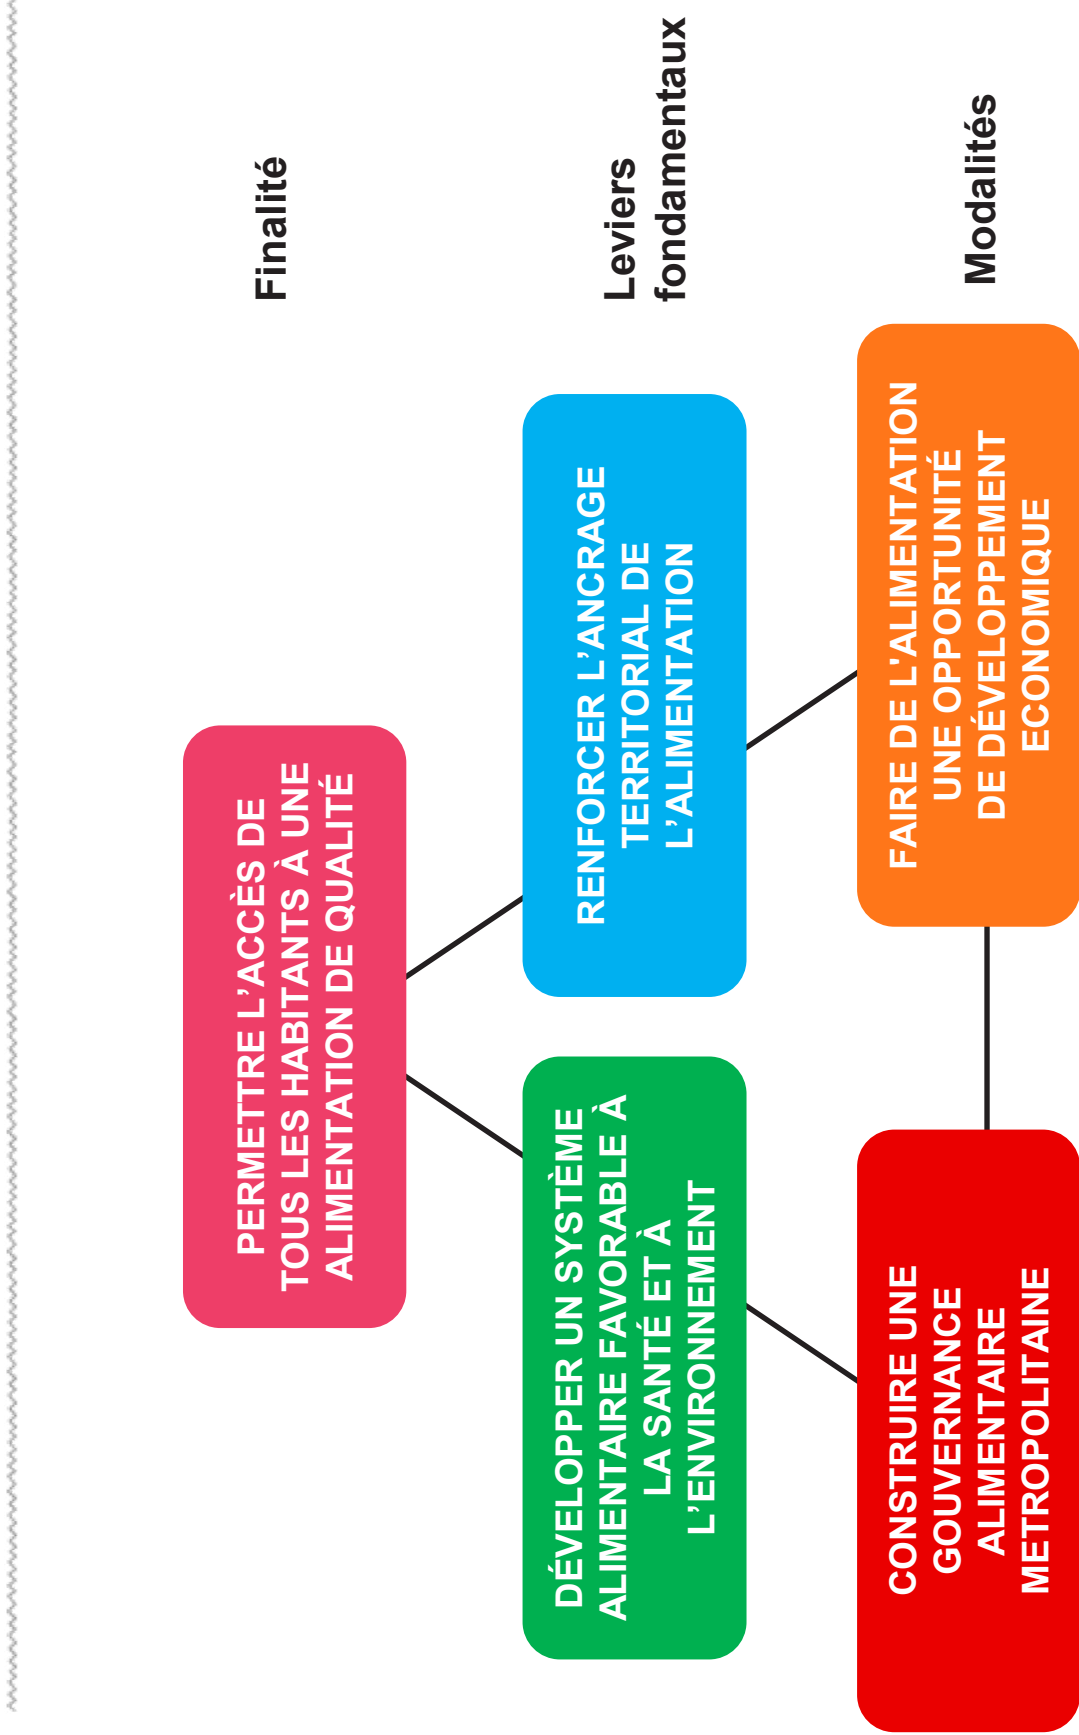 PERMETTRE L’ACCÈS DE
TOUS LES HABITANTS À UNE
ALIMENTATION DE QUALITÉ
Finalité
DÉVELOPPER UN SYSTÈME
ALIMENTAIRE FAVORABLE À
LA SANTÉ ET À
L’ENVIRONNEMENT
RENFORCER L’ANCRAGE
TERRITORIAL DE
L’ALIMENTATION
Leviers
fondamentaux
CONSTRUIRE UNE
GOUVERNANCE
ALIMENTAIRE
METROPOLITAINE
FAIRE DE L'ALIMENTATION
UNE OPPORTUNITÉ
DE DÉVELOPPEMENT
ECONOMIQUE
Modalités